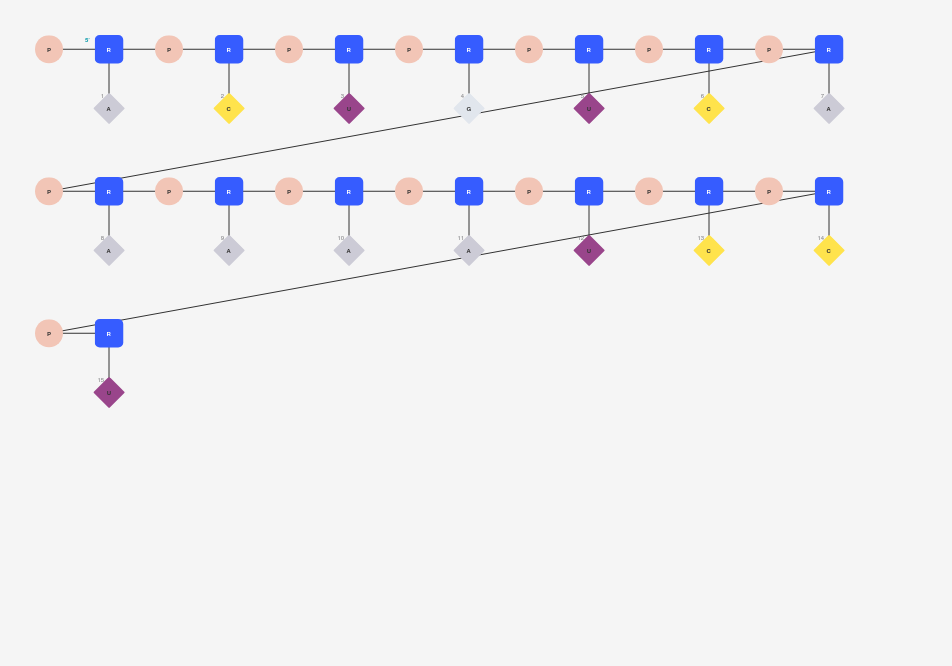 5'
P R P R P R P R P R P R P R
1 2 3 4 5 6 7
A C U G U C A
P R P R P R P R P R P R P R
8 9 10 11 12 13 14
A A A A U C C
P R
15
U